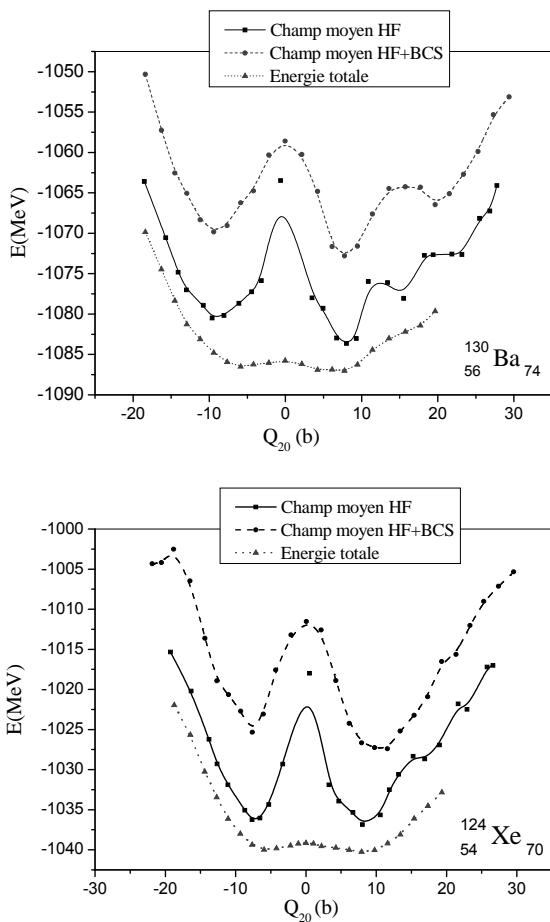 Champ moyen HF
Champ moyen HF+BCS
Energie totale
-1050
-1055
-1060
-1065
-1070
-1075
-1080
-1085
-1090
E(MeV)
-20 -10 0 10 20 30
Q20 (b)
130 56 Ba 74
Champ moyen HF
Champ moyen HF+BCS
Energie totale
-1000
-1005
-1010
-1015
-1020
-1025
-1030
-1035
-1040
E(MeV)
-30 -20 -10 0 10 20 30
Q20 (b)
124 54 Xe 70